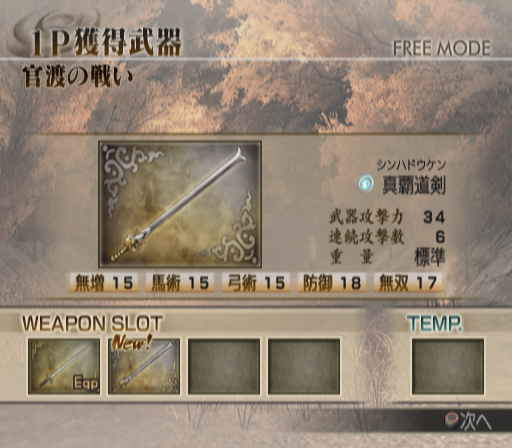 1P獲得武器
FREE MODE
官渡の戦い
シンハドウケン
真覇道剣
武器攻撃力 34
連続攻撃数 6
重量 標準
無増 15 馬術 15 弓術 15 防御 18 無双 17
WEAPON SLOT
TEMP.
New!
Eqp
次へ